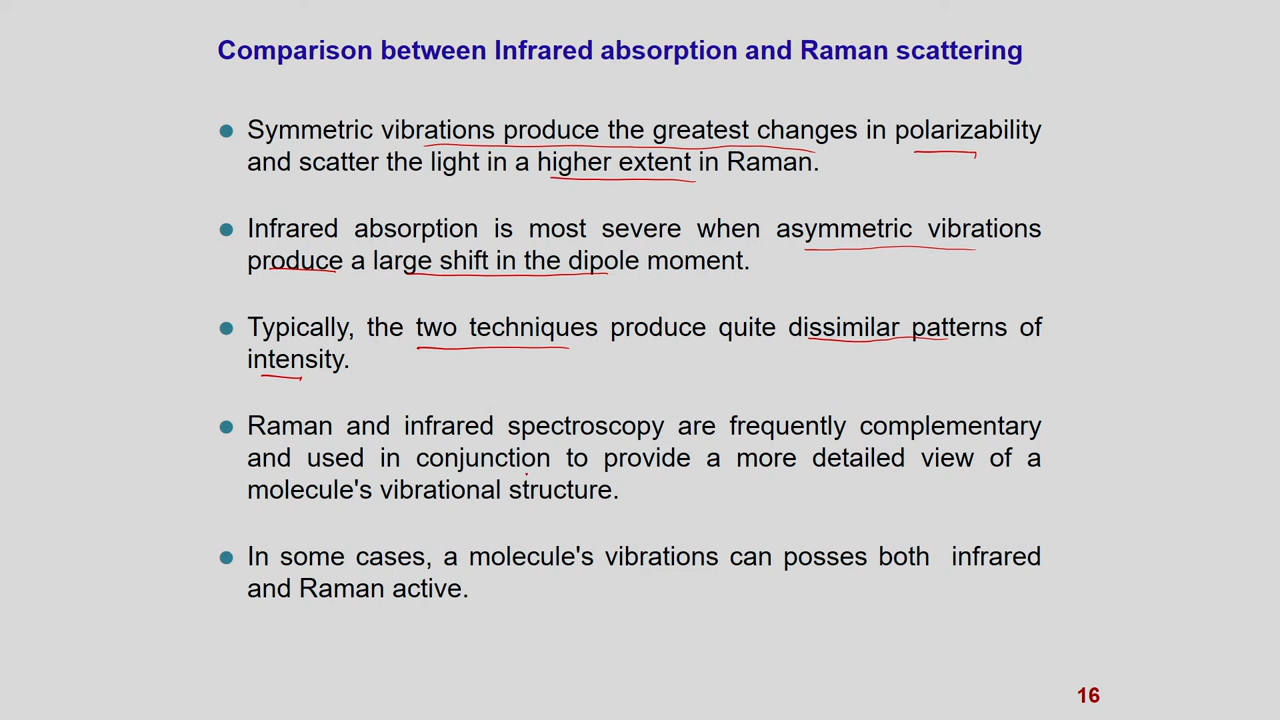 Comparison between Infrared absorption and Raman scattering
Symmetric vibrations produce the greatest changes in polarizability
and scatter the light in a higher extent in Raman.
Infrared absorption is most severe when asymmetric vibrations
produce a large shift in the dipole moment.
Typically, the two techniques produce quite dissimilar patterns of
intensity.
Raman and infrared spectroscopy are frequently complementary
and used in conjunction to provide a more detailed view of a
molecule's vibrational structure.
In some cases, a molecule's vibrations can posses both infrared
and Raman active.
16